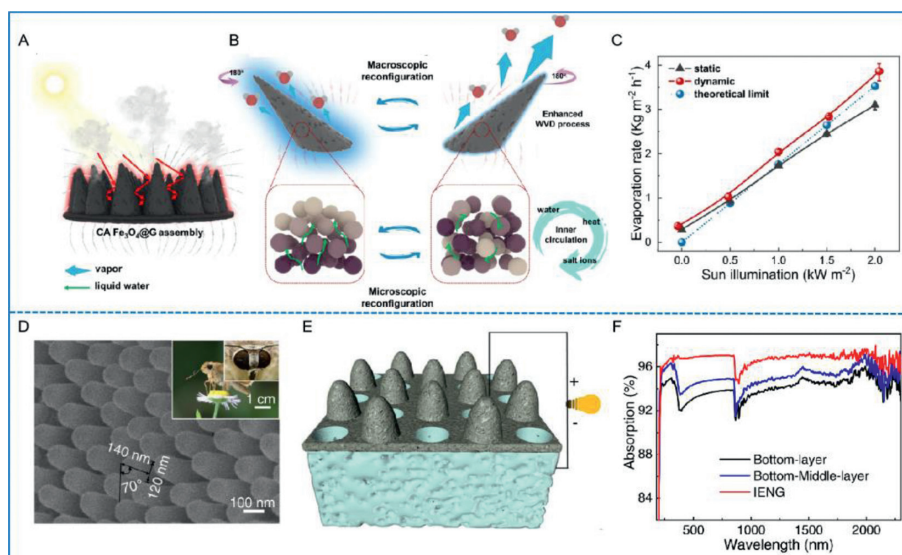 A
CA Fe₃O₄@G assembly
vapor
liquid water
B
180°
Macroscopic
reconfiguration
180°
Enhanced
WVD process
water
heat
inner
circulation
salt ions
Microscopic
reconfiguration
C
Evaporation rate (Kg m⁻² h⁻¹)
4
3
2
1
0
static
dynamic
theoretical limit
0.0 0.5 1.0 1.5 2.0
Sun illumination (kW m⁻²)
D
1 cm
140 nm
70°
120 nm
100 nm
E
+
-
F
Absorption (%)
96
92
88
84
Bottom-layer
Bottom-Middle-layer
IENG
500 1000 1500 2000
Wavelength (nm)